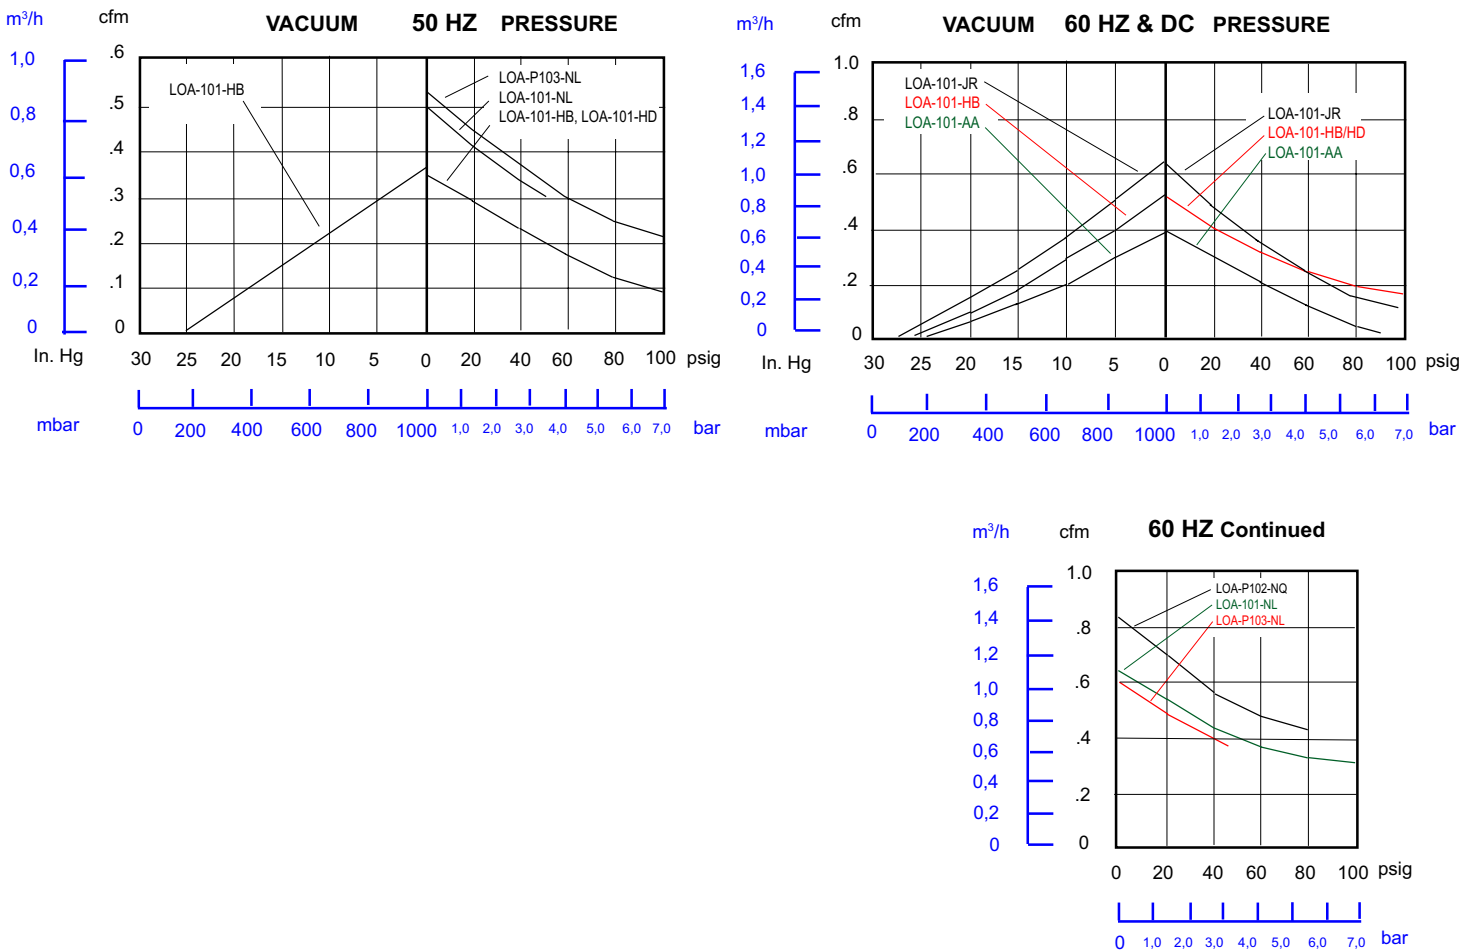 m³/h cfm VACUUM 50 HZ PRESSURE
1,0
0,8
0,6
0,4
0,2
0
.6
.5
.4
.3
.2
.1
0
LOA-101-HB
LOA-P103-NL
LOA-101-NL
LOA-101-HB, LOA-101-HD
In. Hg 30 25 20 15 10 5 0 20 40 60 80 100 psig
mbar 0 200 400 600 800 1000 1,0 2,0 3,0 4,0 5,0 6,0 7,0 bar
m³/h cfm VACUUM 60 HZ & DC PRESSURE
1,6
1,4
1,2
1,0
0,8
0,6
0,4
0,2
0
1.0
.8
.6
.4
.2
0
LOA-101-JR
LOA-101-HB
LOA-101-AA
LOA-101-JR
LOA-101-HB/HD
LOA-101-AA
In. Hg 30 25 20 15 10 5 0 20 40 60 80 100 psig
mbar 0 200 400 600 800 1000 1,0 2,0 3,0 4,0 5,0 6,0 7,0 bar
m³/h cfm 60 HZ Continued
1,6
1,4
1,2
1,0
0,8
0,6
0,4
0,2
0
1.0
.8
.6
.4
.2
0
LOA-P102-NQ
LOA-101-NL
LOA-P103-NL
0 20 40 60 80 100 psig
0 1,0 2,0 3,0 4,0 5,0 6,0 7,0 bar